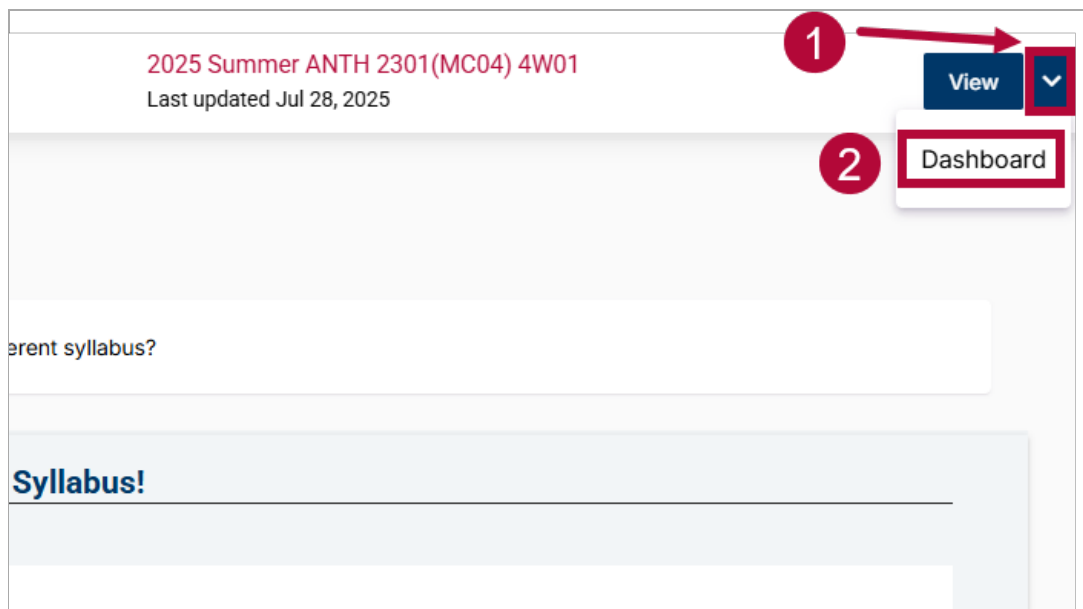 1
2025 Summer ANTH 2301(MC04) 4W01
View
Last updated Jul 28, 2025
2
Dashboard
erent syllabus?
Syllabus!